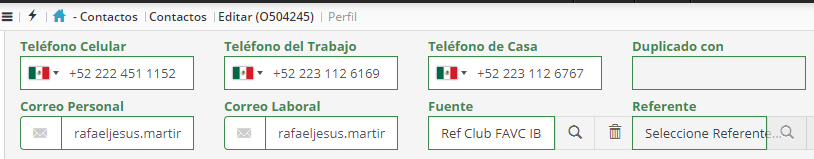 - Contactos | Contactos | Editar (O504245) | Perfil
Teléfono Celular Teléfono del Trabajo Teléfono de Casa Duplicado con
+52 222 451 1152 +52 223 112 6169 +52 223 112 6767
Correo Personal Correo Laboral Fuente Referente
rafaeljesus.martir rafaeljesus.martir Ref Club FAVC IB Seleccione Referente...